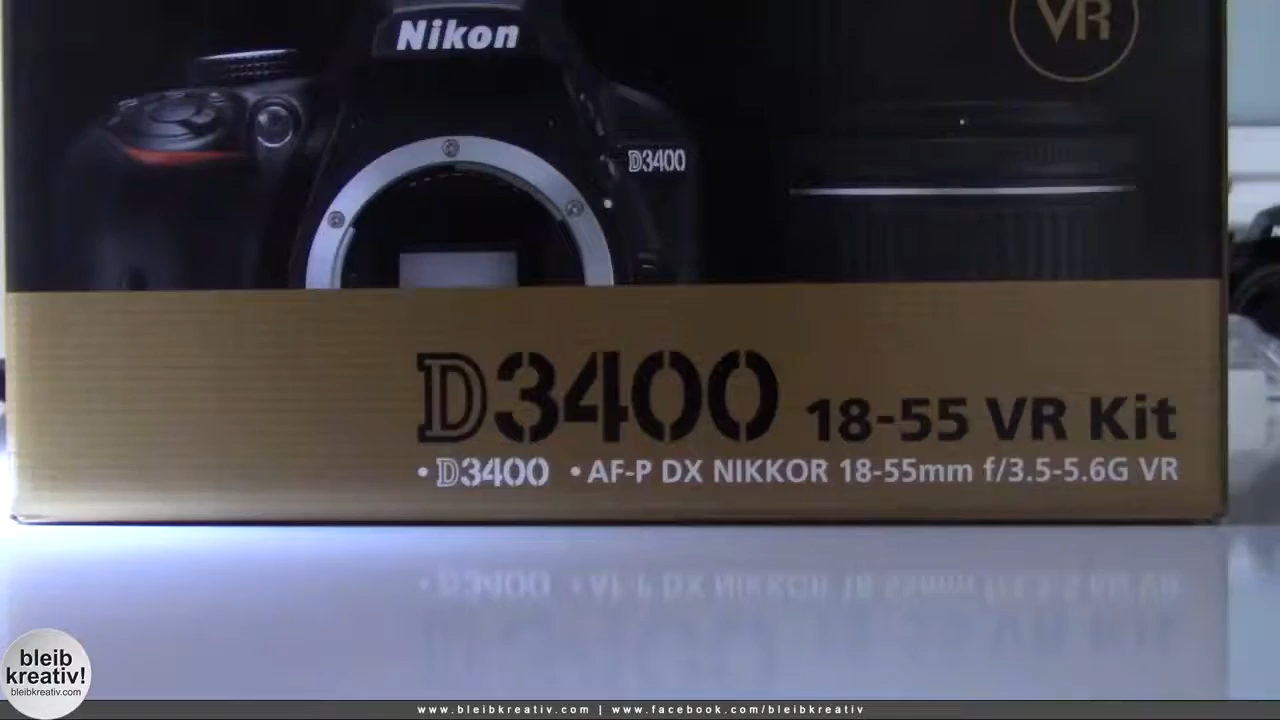 VR
Nikon
D3400
D3400 18-55 VR Kit
• D3400 • AF-P DX NIKKOR 18-55mm f/3.5-5.6G VR
bleib
kreativ!
bleibkreativ.com
www.bleibkreativ.com | www.facebook.com/bleibkreativ